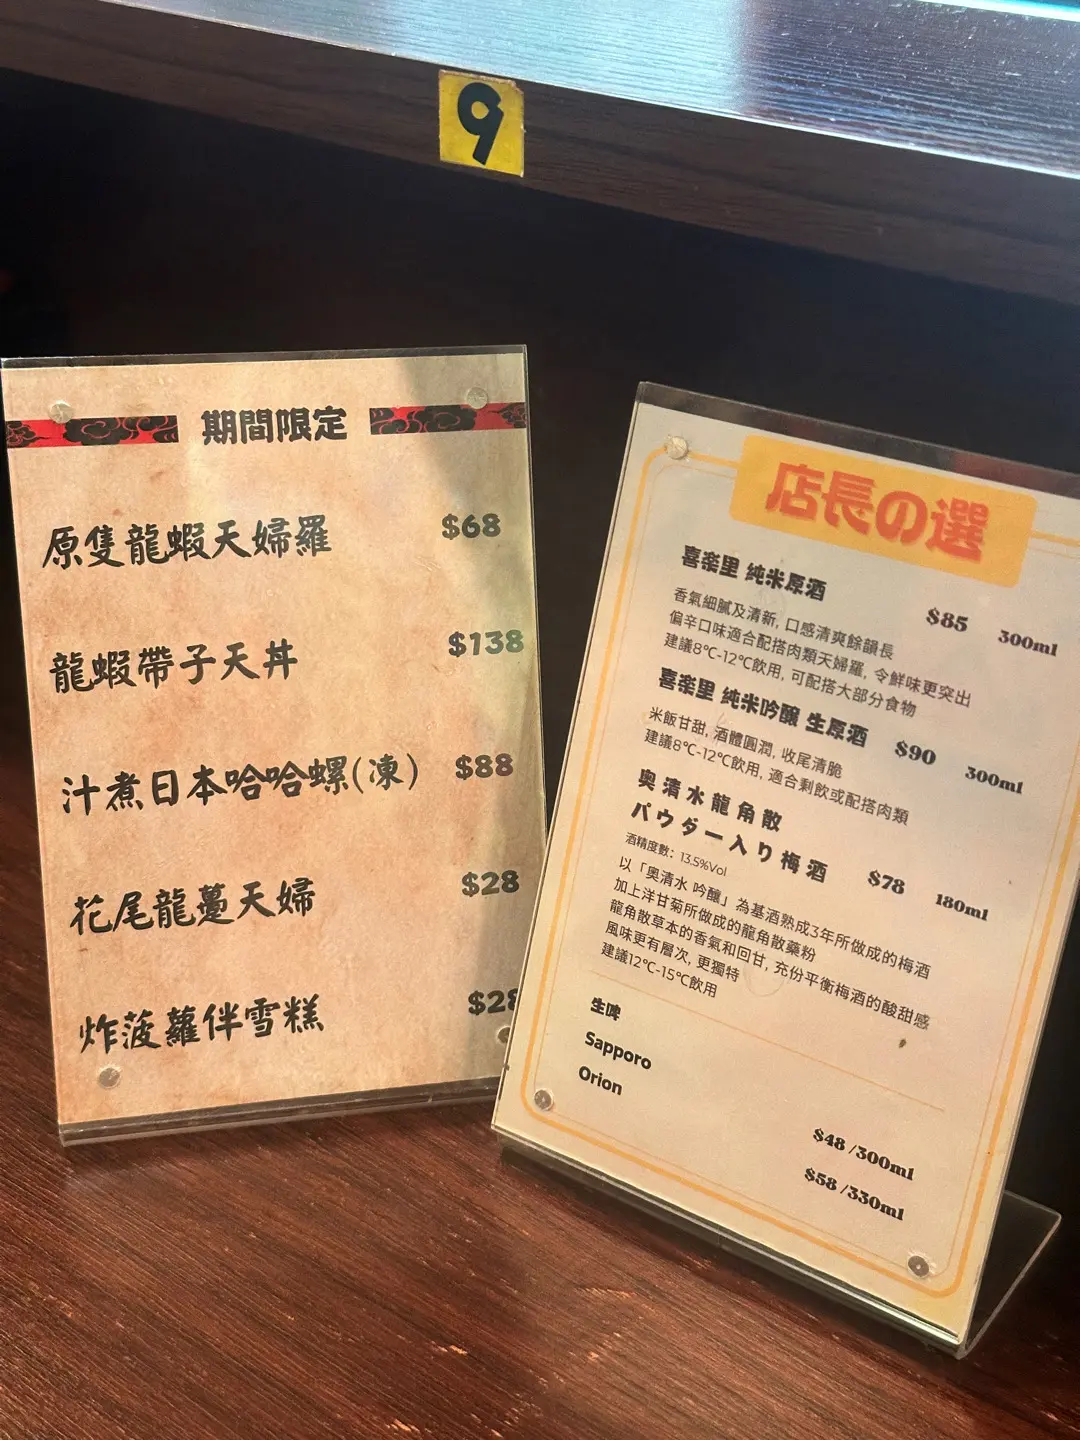 9
期間限定
原隻龍蝦天婦羅 $68
龍蝦帶子天丼 $138
汁煮日本哈哈螺(凍) $88
花尾龍躉天婦 $28
炸菠蘿伴雪糕 $28
店長の選
喜楽里 純米原酒
$85 300ml
香氣細膩及清新, 口感清爽餘韻長
偏辛口味適合配搭肉類天婦羅, 令鮮味更突出
建議8℃-12℃飲用, 可配搭大部分食物
喜楽里 純米吟醸 生原酒
$90 300ml
米飯甘甜, 酒體圓潤, 收尾清脆
建議8℃-12℃飲用, 適合剩飲或配搭肉類
奥清水龍角散
パウダー入り梅酒
$78 180ml
酒精度數: 13.5%Vol
以「奧清水 吟釀」為基酒熟成3年所做成的梅酒
加上洋甘菊所做成的龍角散藥粉
龍角散草本的香氣和回甘, 充份平衡梅酒的酸甜感
風味更有層次, 更獨特
建議12℃-15℃飲用
生啤
Sapporo
Orion
$48 /300ml
$58 /330ml